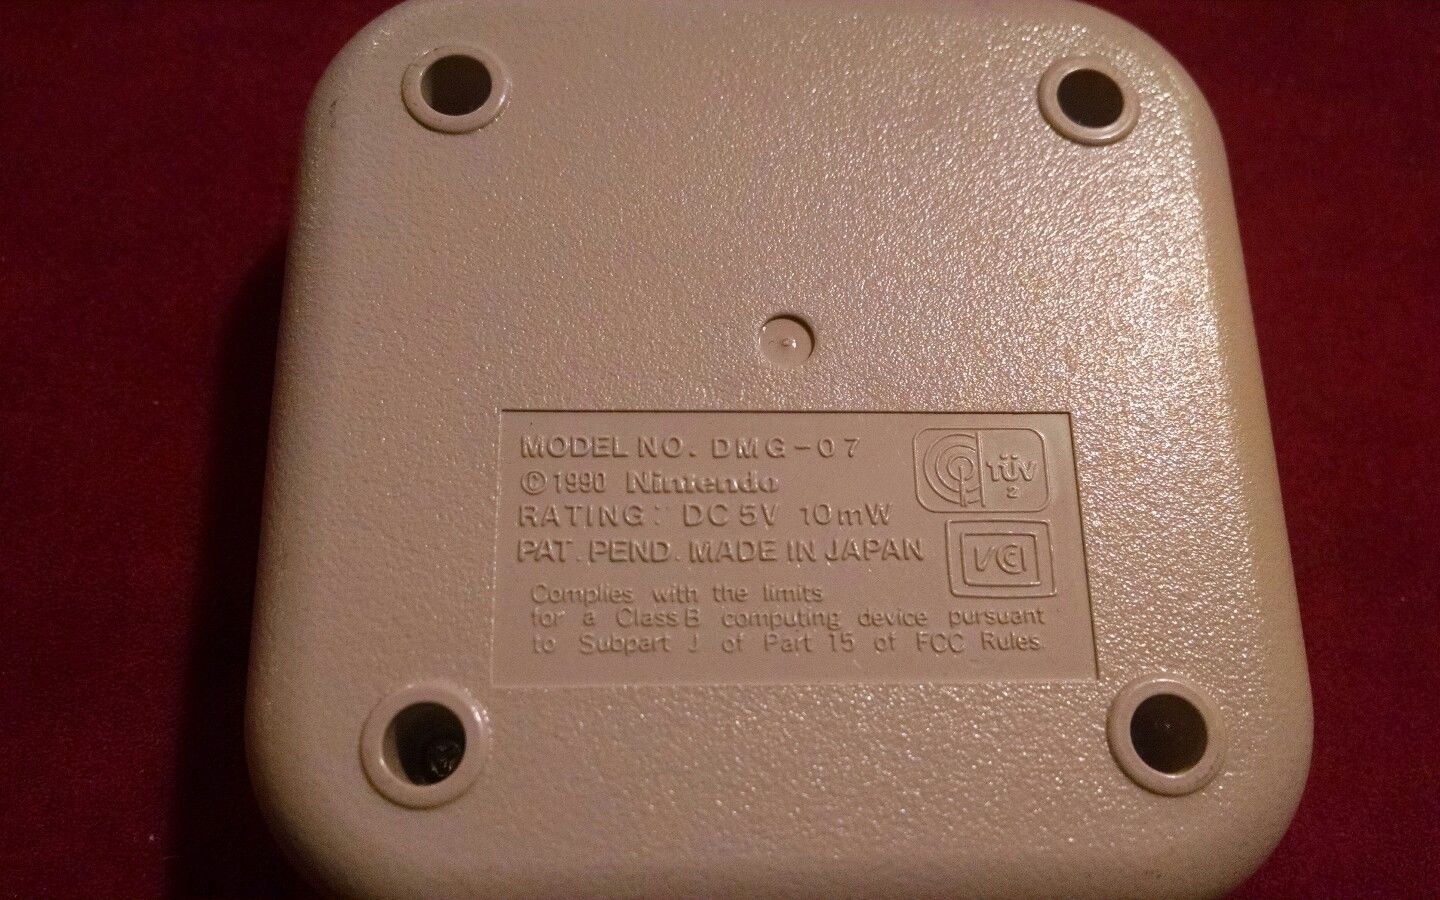 MODEL NO. DMG-07
© 1990 Nintendo
RATING: DC 5V 10mW
PAT. PEND. MADE IN JAPAN
TÜV
2
VCI
Complies with the limits
for a Class B computing device pursuant
to Subpart J of Part 15 of FCC Rules.